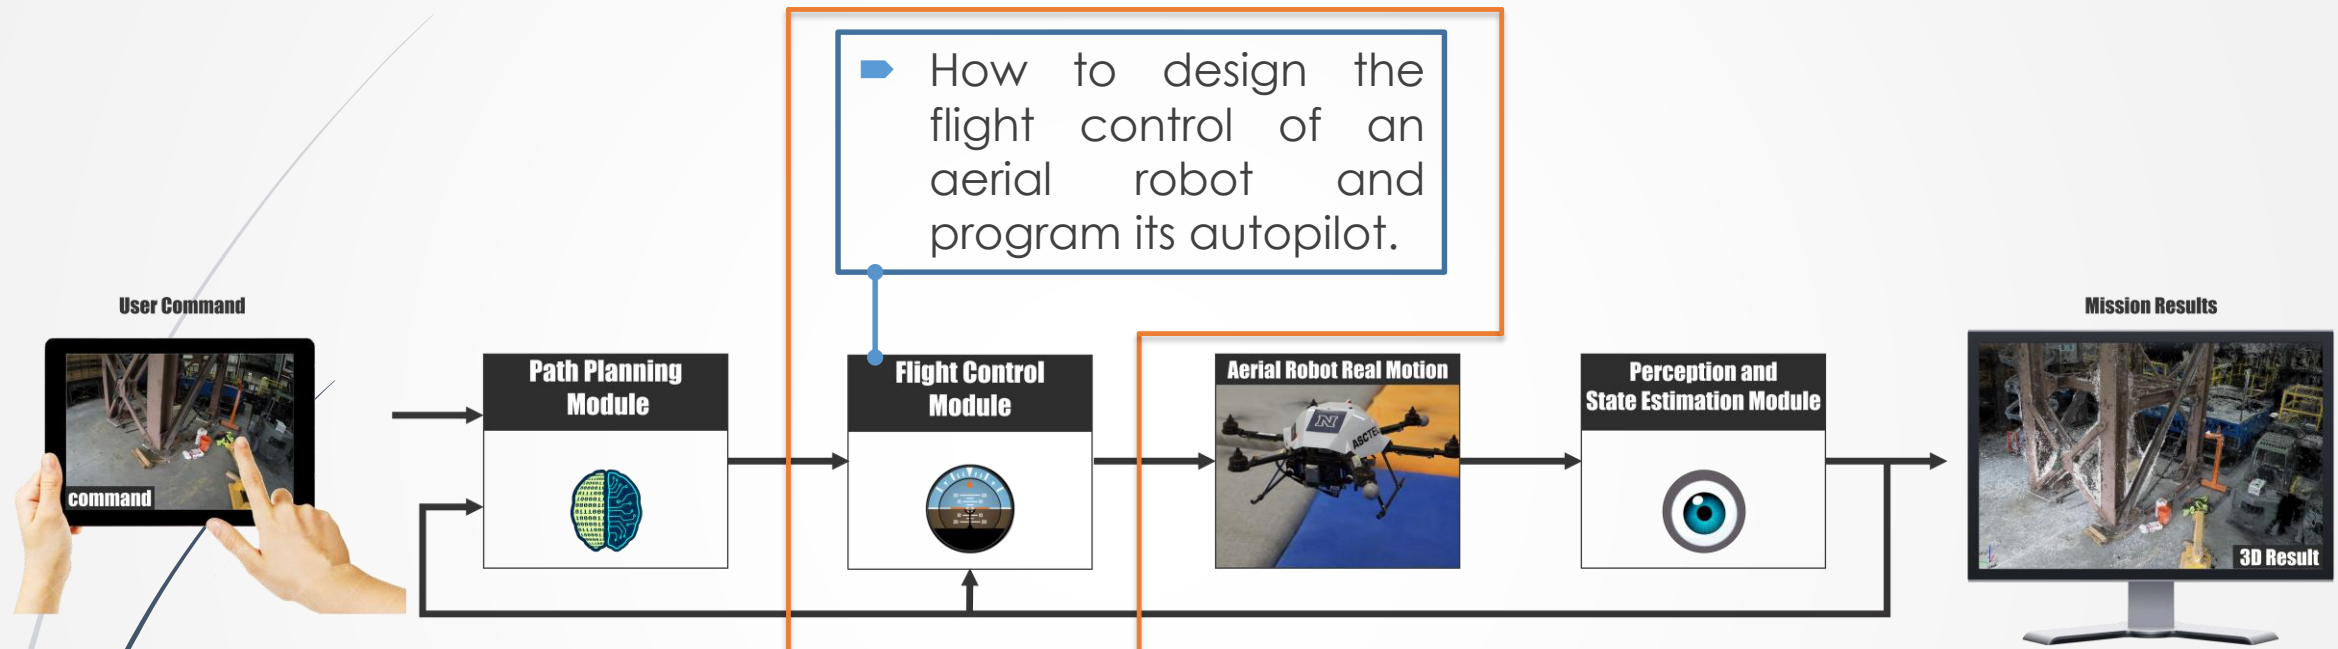 How to design the
flight control of an
aerial robot and
program its autopilot.
User Command
command
Path Planning
Module
Flight Control
Module
Aerial Robot Real Motion
N
ASCTEC
Perception and
State Estimation Module
Mission Results
3D Result